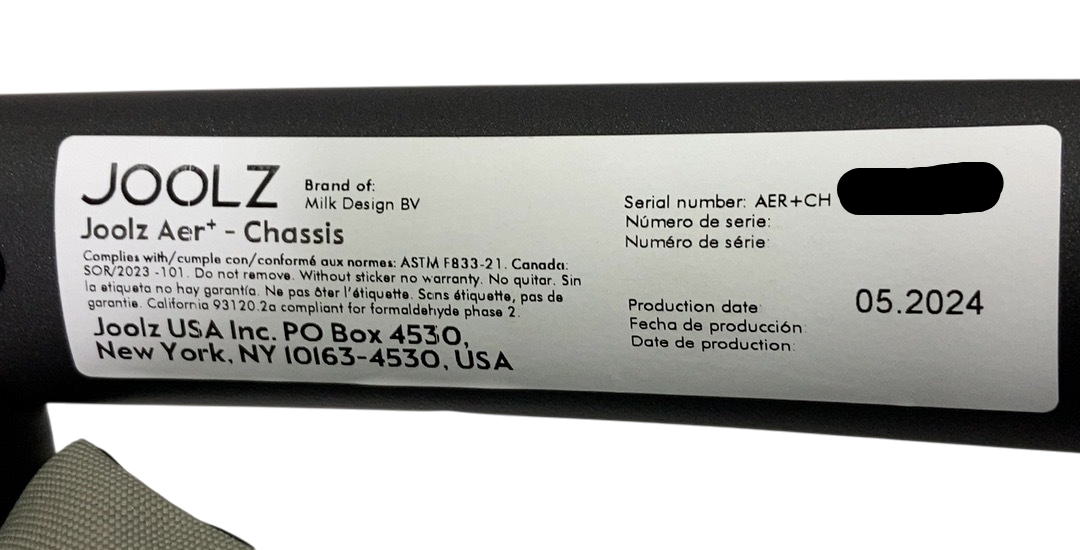 JOOLZ
Brand of:
Milk Design BV
Joolz Aer+ - Chassis
Complies with/cumple con/conformé aux normes: ASTM F833-21. Canada:
SOR/2023 -101. Do not remove. Without sticker no warranty. No quitar. Sin
la etiqueta no hay garantía. Ne pas ôter l'étiquette. Sans étiquette, pas de
garantie. California 93120.2a compliant for formaldehyde phase 2.
Joolz USA Inc. PO Box 4530,
New York, NY 10163-4530, USA
Serial number: AER+CH
Número de serie:
Numéro de série:
Production date:
Fecha de producción:
Date de production:
05.2024